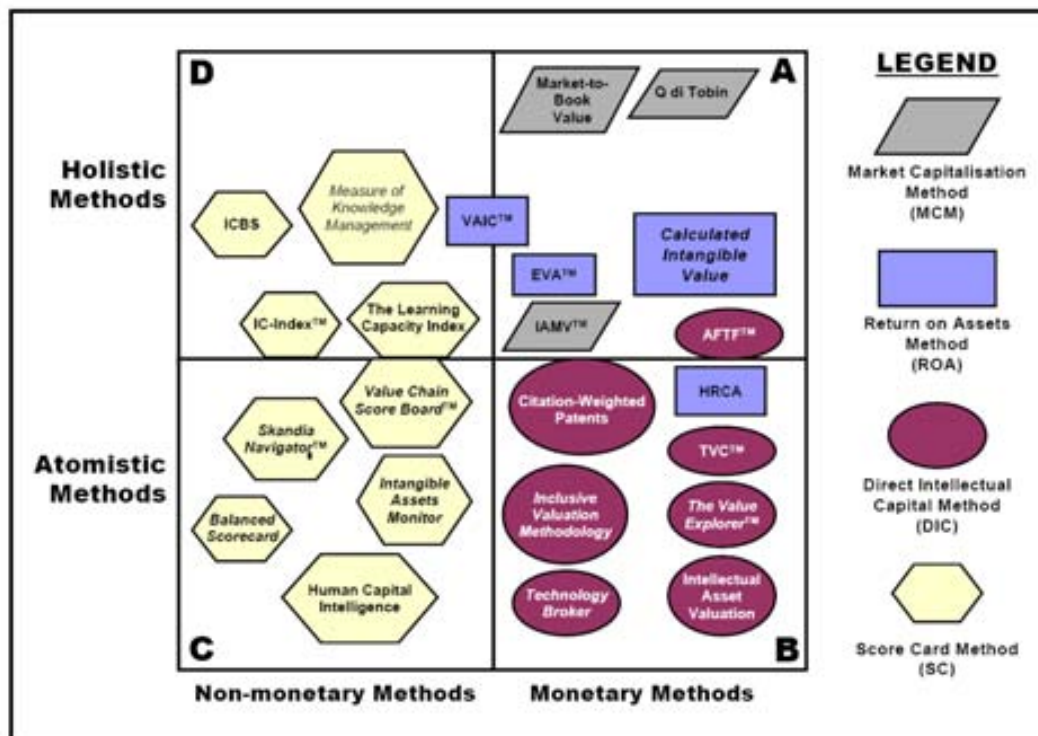 D
A
LEGEND
Market-to-
Book
Value
Q di Tobin
Market Capitalisation
Method
(MCM)
Holistic
Methods
ICBS
Measure of
Knowledge
Management
VAIC™
Calculated
Intangible
Value
EVA™
IC-Index™
The Learning
Capacity Index
IAMV™
AFTF™
Return on Assets
Method
(ROA)
Atomistic
Methods
Value Chain
Score Board™
Skandia
Navigator™
Intangible
Assets
Monitor
Balanced
Scorecard
Human Capital
Intelligence
Citation-Weighted
Patents
HRCA
TVC™
Inclusive
Valuation
Methodology
The Value
Explorer™
Technology
Broker
Intellectual
Asset
Valuation
Direct Intellectual
Capital Method
(DIC)
C
B
Score Card Method
(SC)
Non-monetary Methods
Monetary Methods